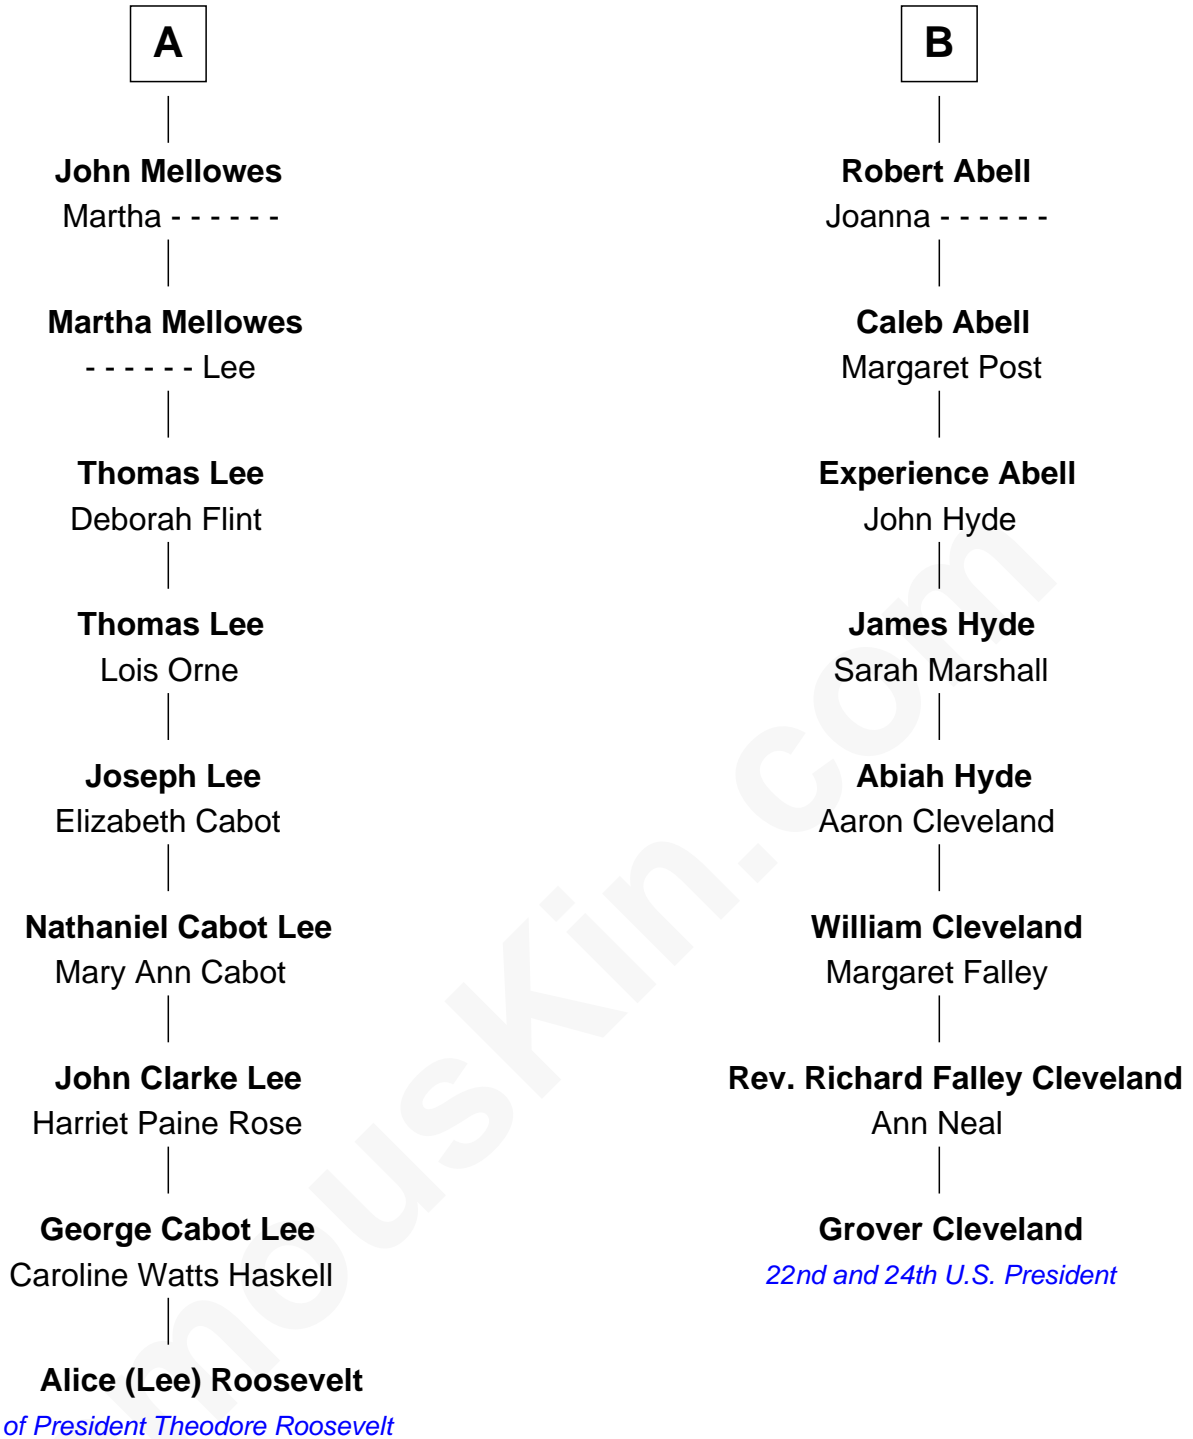 A
John Mellowes
Martha - - - - - -
Martha Mellowes
- - - - - - Lee
Thomas Lee
Deborah Flint
Thomas Lee
Lois Orne
Joseph Lee
Elizabeth Cabot
Nathaniel Cabot Lee
Mary Ann Cabot
John Clarke Lee
Harriet Paine Rose
George Cabot Lee
Caroline Watts Haskell
Alice (Lee) Roosevelt
of President Theodore Roosevelt
B
Robert Abell
Joanna - - - - - -
Caleb Abell
Margaret Post
Experience Abell
John Hyde
James Hyde
Sarah Marshall
Abiah Hyde
Aaron Cleveland
William Cleveland
Margaret Falley
Rev. Richard Falley Cleveland
Ann Neal
Grover Cleveland
22nd and 24th U.S. President
mousKin.com